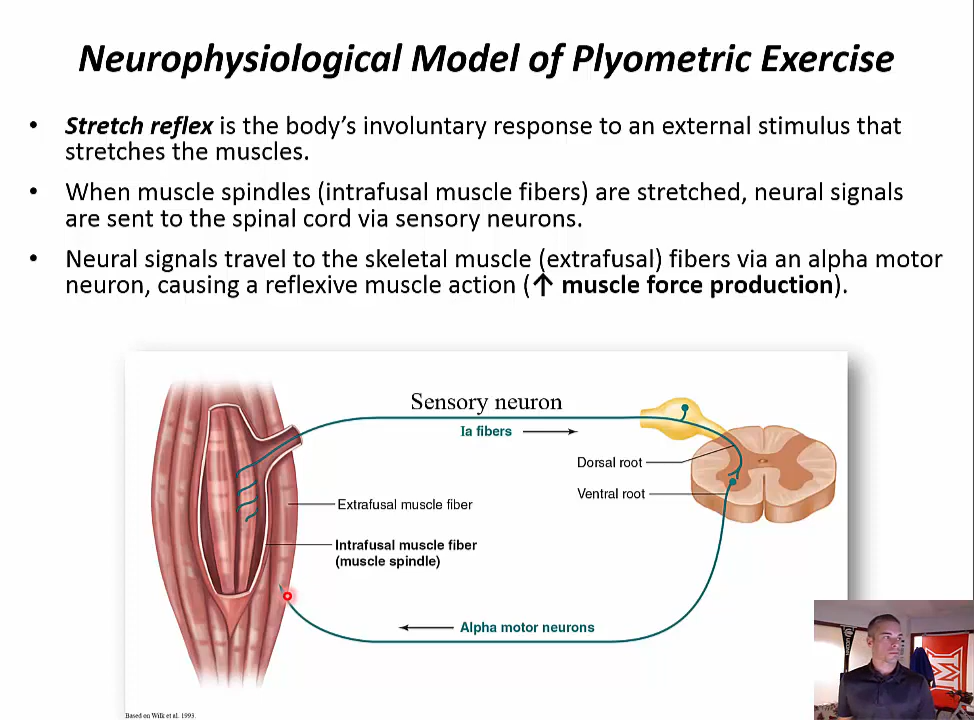 Neurophysiological Model of Plyometric Exercise
• Stretch reflex is the body's involuntary response to an external stimulus that
stretches the muscles.
• When muscle spindles (intrafusal muscle fibers) are stretched, neural signals
are sent to the spinal cord via sensory neurons.
• Neural signals travel to the skeletal muscle (extrafusal) fibers via an alpha motor
neuron, causing a reflexive muscle action (↑ muscle force production).
Sensory neuron
Ia fibers
Dorsal root
Ventral root
Extrafusal muscle fiber
Intrafusal muscle fiber
(muscle spindle)
Alpha motor neurons
Based on Wilk et al. 1993.
M